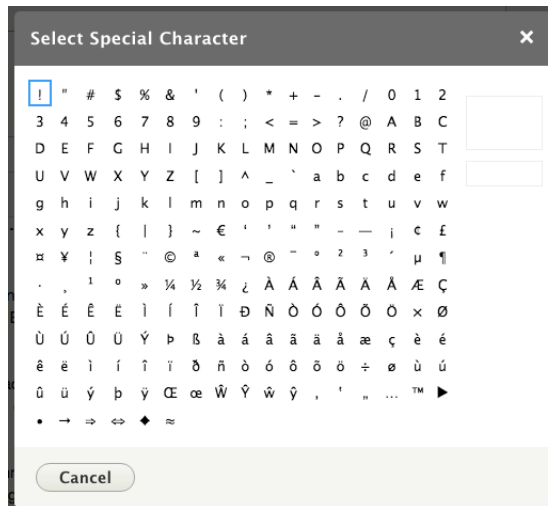 Select Special Character ×
! " # $ % & ' ( ) * + - . / 0 1 2
3 4 5 6 7 8 9 : ; < = > ? @ A B C
D E F G H I J K L M N O P Q R S T
U V W X Y Z [ ] ^ _ ` a b c d e f
g h i j k l m n o p q r s t u v w
x y z { | } ~ € ‘ ’ “ ” – — ¡ ¢ £
¤ ¥ ¦ § ¨ © ª « ¬ ® ¯ ° ² ³ ´ µ ¶
· ¸ ¹ º » ¼ ½ ¾ ¿ À Á Â Ã Ä Å Æ Ç
È É Ê Ë Ì Í Î Ï Ð Ñ Ò Ó Ô Õ Ö × Ø
Ù Ú Û Ü Ý Þ ß à á â ã ä å æ ç è é
ê ë ì í î ï ð ñ ò ó ô õ ö ÷ ø ù ú
û ü ý þ ÿ Œ œ Ŵ Ŷ ŵ ŷ ‚ ‛ „ … ™ ►
• → ⇒ ⇔ ♦ ≈
Cancel